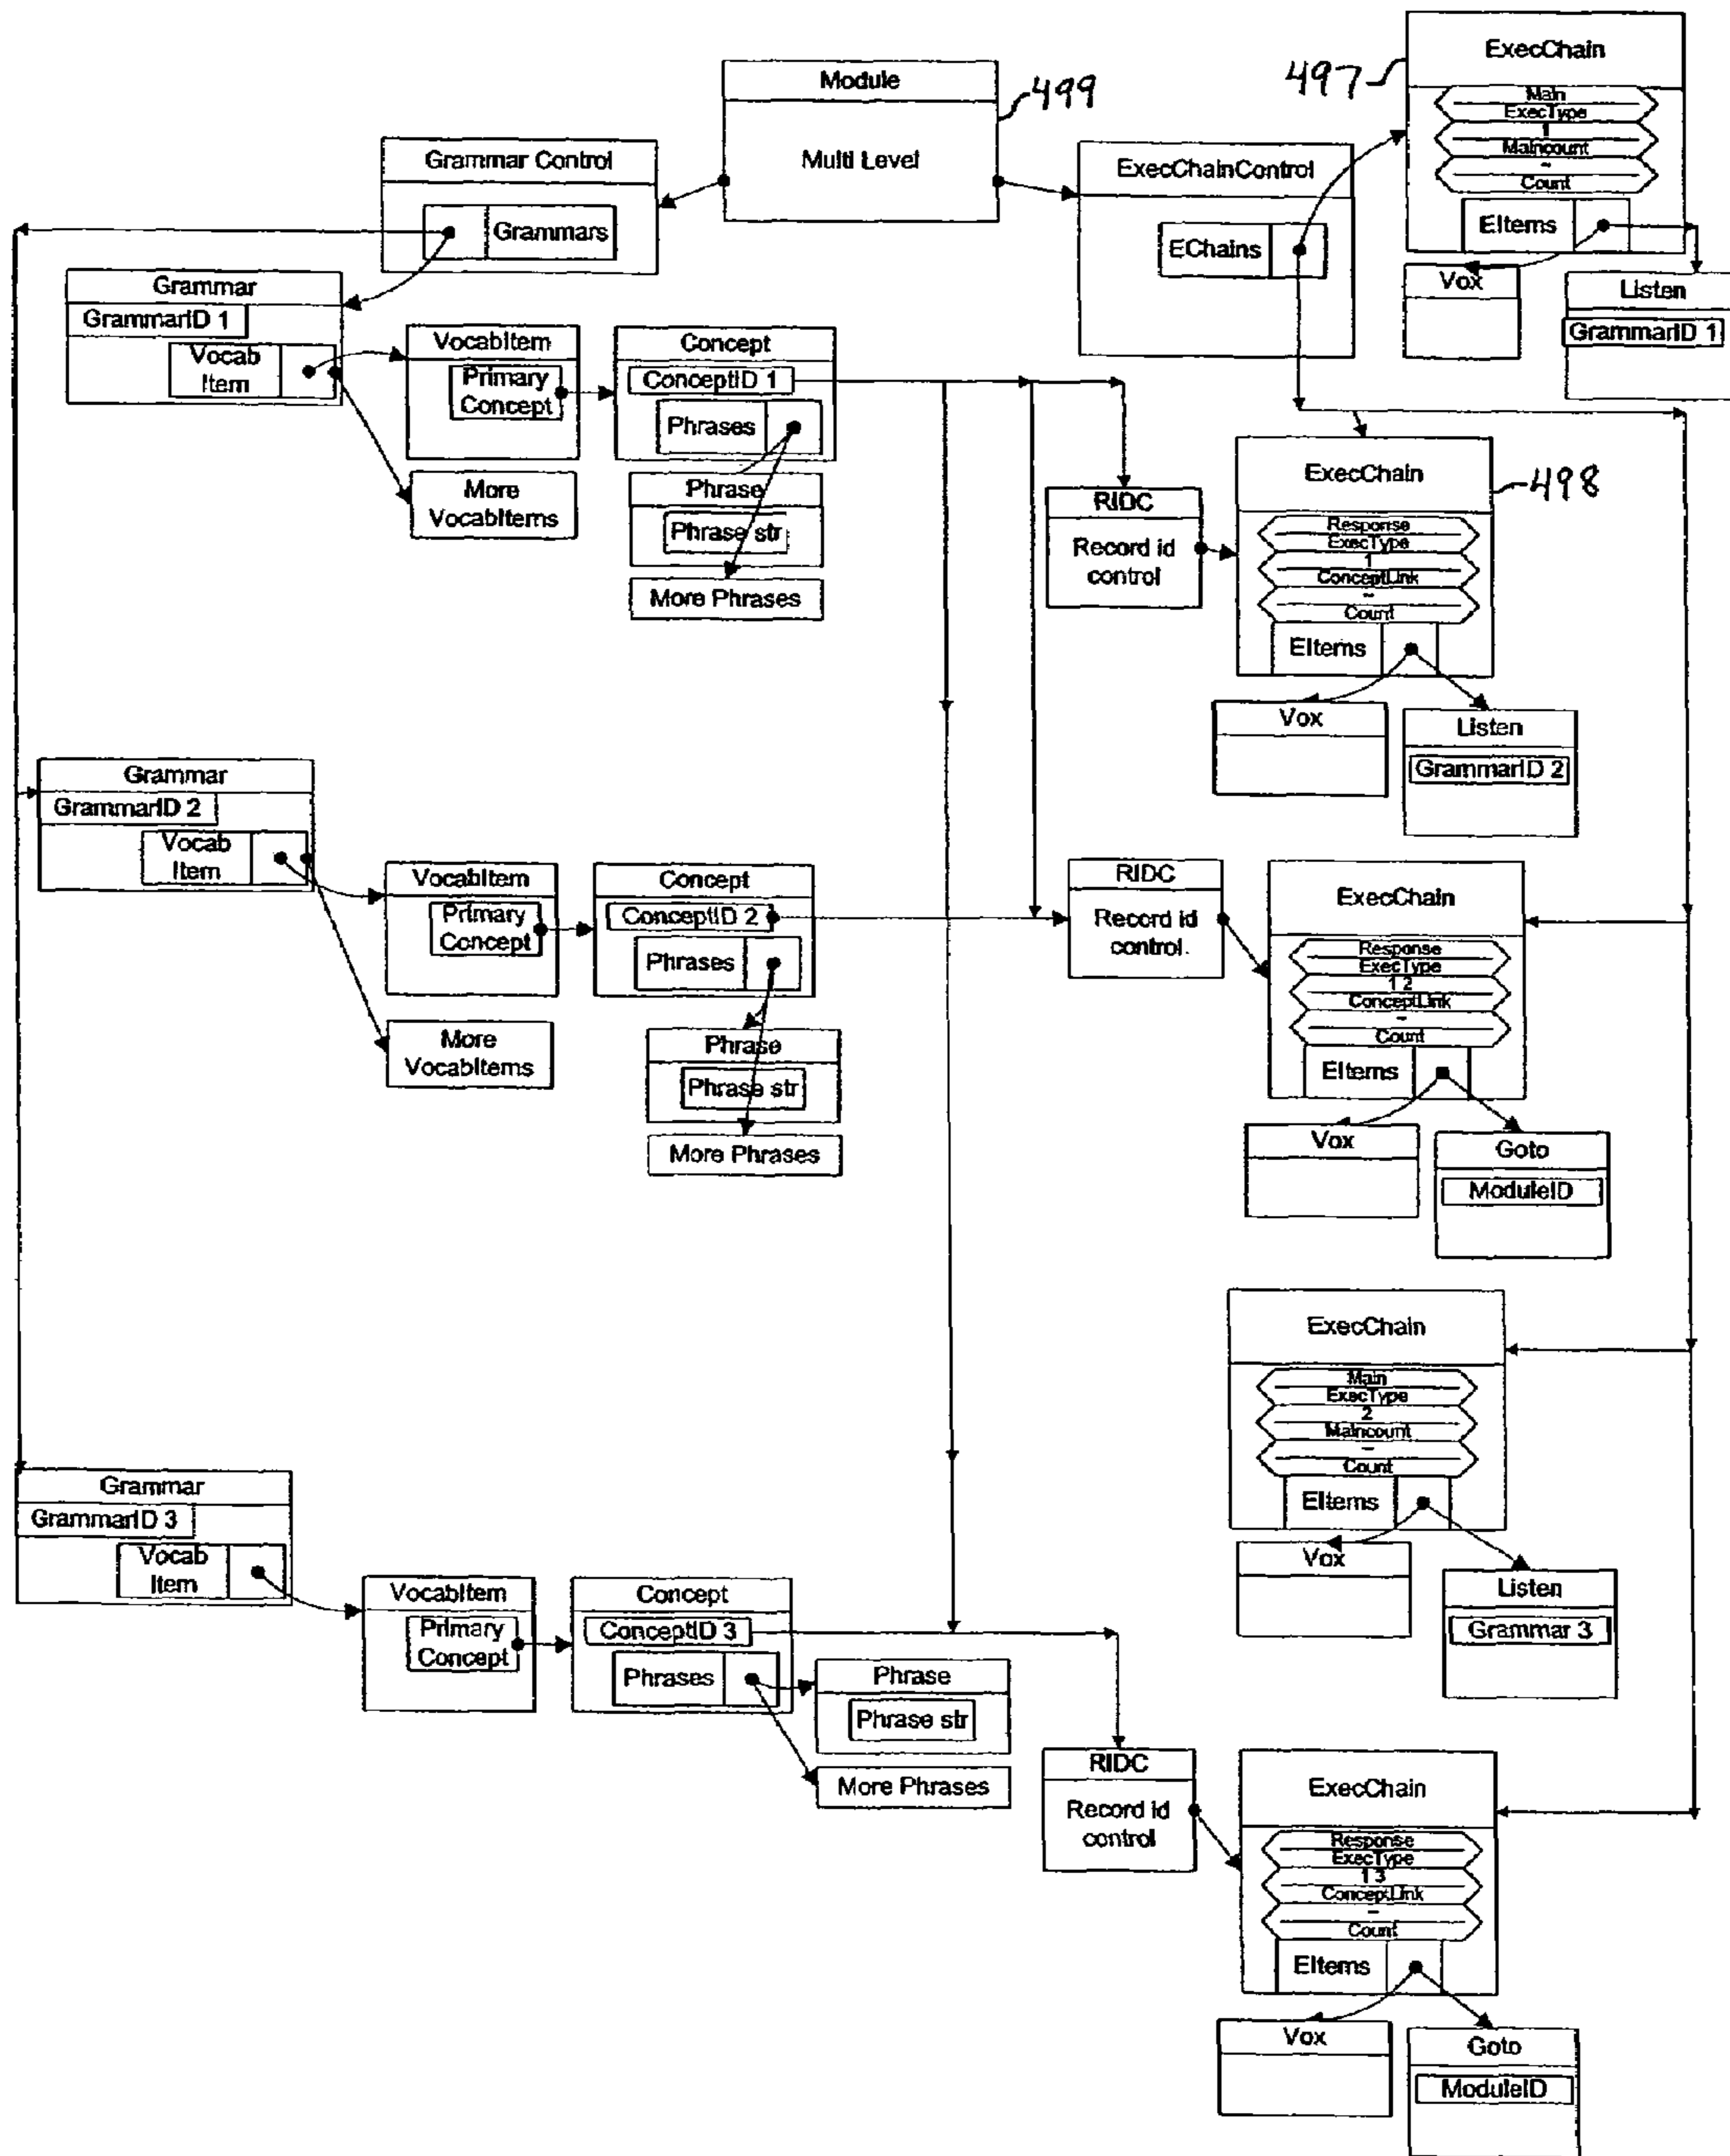 Module
Multi Level
499
Grammar Control
Grammars
ExecChainControl
EChains
497
ExecChain
Main
ExecType
1
Maincount
~
Count
EItems
Vox
Listen
GrammarID 1
Grammar
GrammarID 1
Vocab
Item
VocabItem
Primary
Concept
More
VocabItems
Concept
ConceptID 1
Phrases
Phrase
Phrase str
More Phrases
RIDC
Record id
control
ExecChain
498
Response
ExecType
1
ConceptLink
~
Count
EItems
Vox
Listen
GrammarID 2
Grammar
GrammarID 2
Vocab
Item
VocabItem
Primary
Concept
More
VocabItems
Concept
ConceptID 2
Phrases
Phrase
Phrase str
More Phrases
RIDC
Record id
control
ExecChain
Response
ExecType
1 2
ConceptLink
~
Count
EItems
Vox
Goto
ModuleID
ExecChain
Main
ExecType
2
Maincount
~
Count
EItems
Vox
Listen
Grammar 3
Grammar
GrammarID 3
Vocab
Item
VocabItem
Primary
Concept
Concept
ConceptID 3
Phrases
Phrase
Phrase str
More Phrases
RIDC
Record id
control
ExecChain
Response
ExecType
1 3
ConceptLink
~
Count
EItems
Vox
Goto
ModuleID